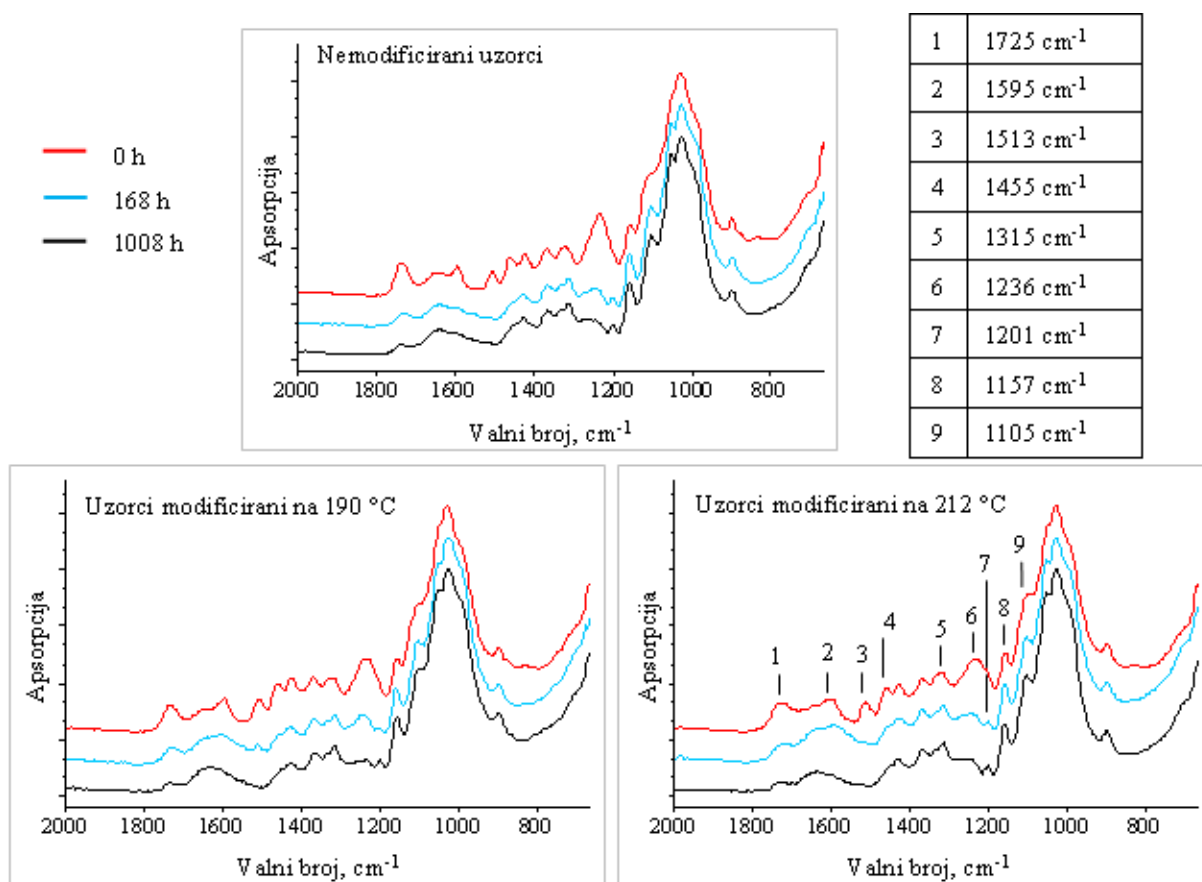 Nemodificirani uzorci
0 h
168 h
1008 h
Apsorpcija
2000 1800 1600 1400 1200 1000 800
Valni broj, cm-1
1 1725 cm-1
2 1595 cm-1
3 1513 cm-1
4 1455 cm-1
5 1315 cm-1
6 1236 cm-1
7 1201 cm-1
8 1157 cm-1
9 1105 cm-1
Uzorci modificirani na 190 °C
Apsorpcija
2000 1800 1600 1400 1200 1000 800
Valni broj, cm-1
Uzorci modificirani na 212 °C
1 2 3 4 5 6 7 8 9
Apsorpcija
2000 1800 1600 1400 1200 1000 800
Valni broj, cm-1